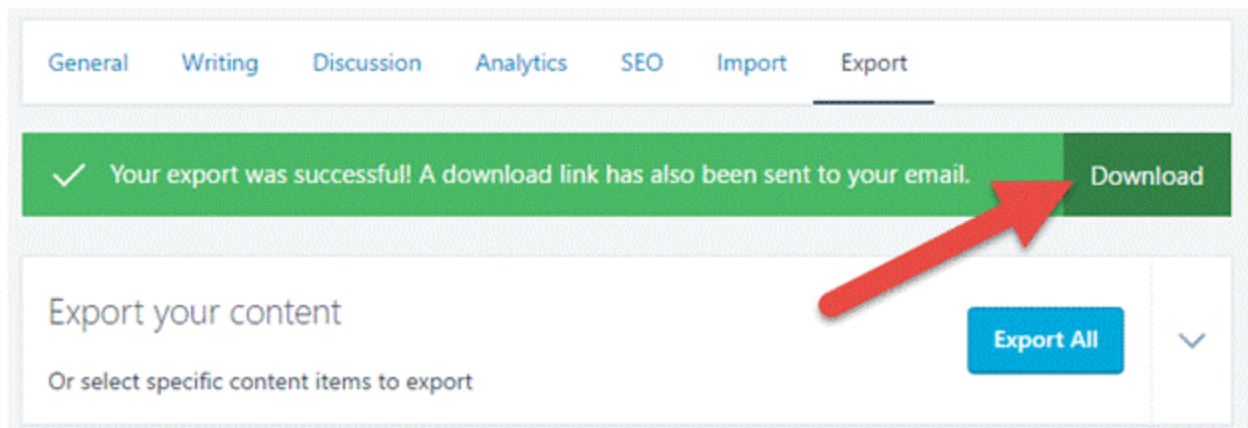 General Writing Discussion Analytics SEO Import Export
Your export was successful! A download link has also been sent to your email. Download
Export your content
Export All
Or select specific content items to export